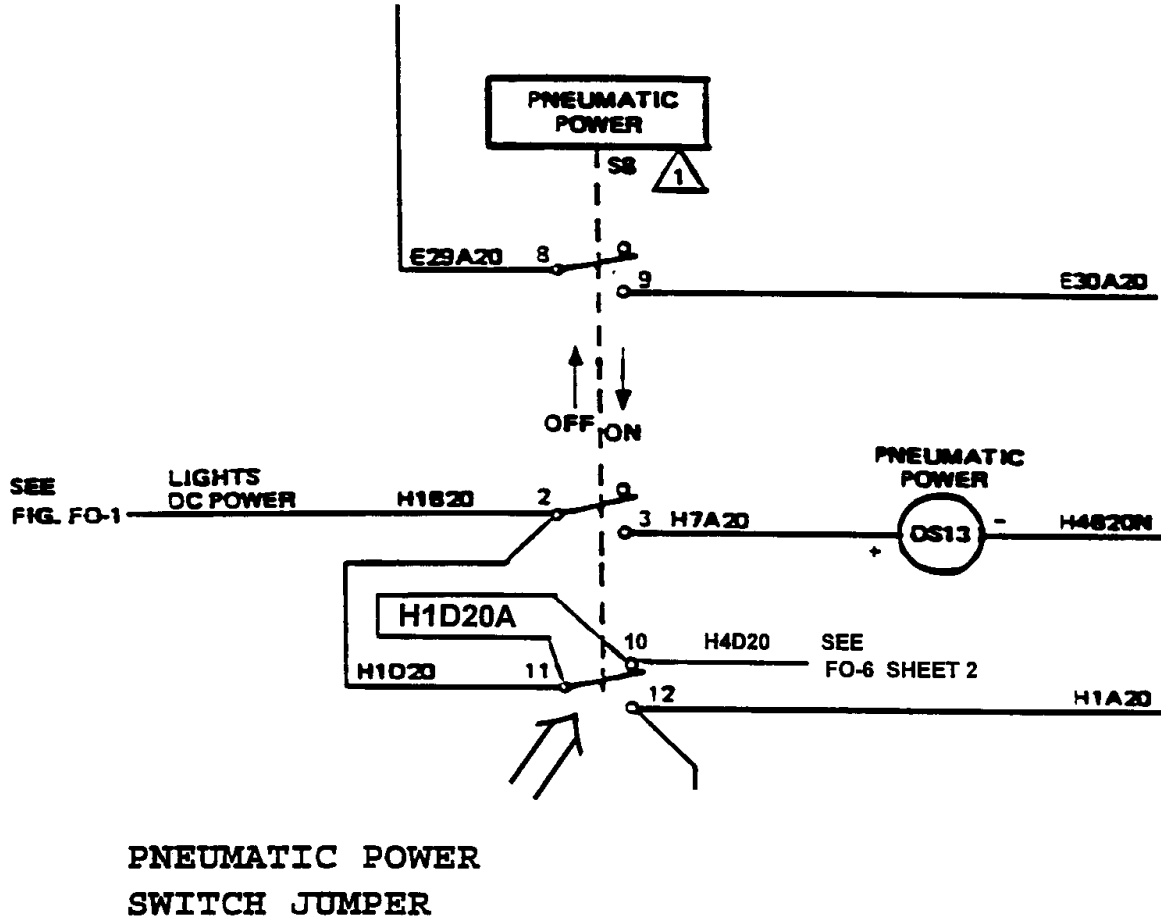 PNEUMATIC
POWER
S8
1
E29A20
8
9
E30A20
OFF
ON
SEE
FIG. FO-1
LIGHTS
DC POWER
H1B20
2
3
H7A20
PNEUMATIC
POWER
+
DS13
-
H4B20N
H1D20A
10
H4D20
SEE
FO-6 SHEET 2
H1D20
11
12
H1A20
PNEUMATIC POWER
SWITCH JUMPER